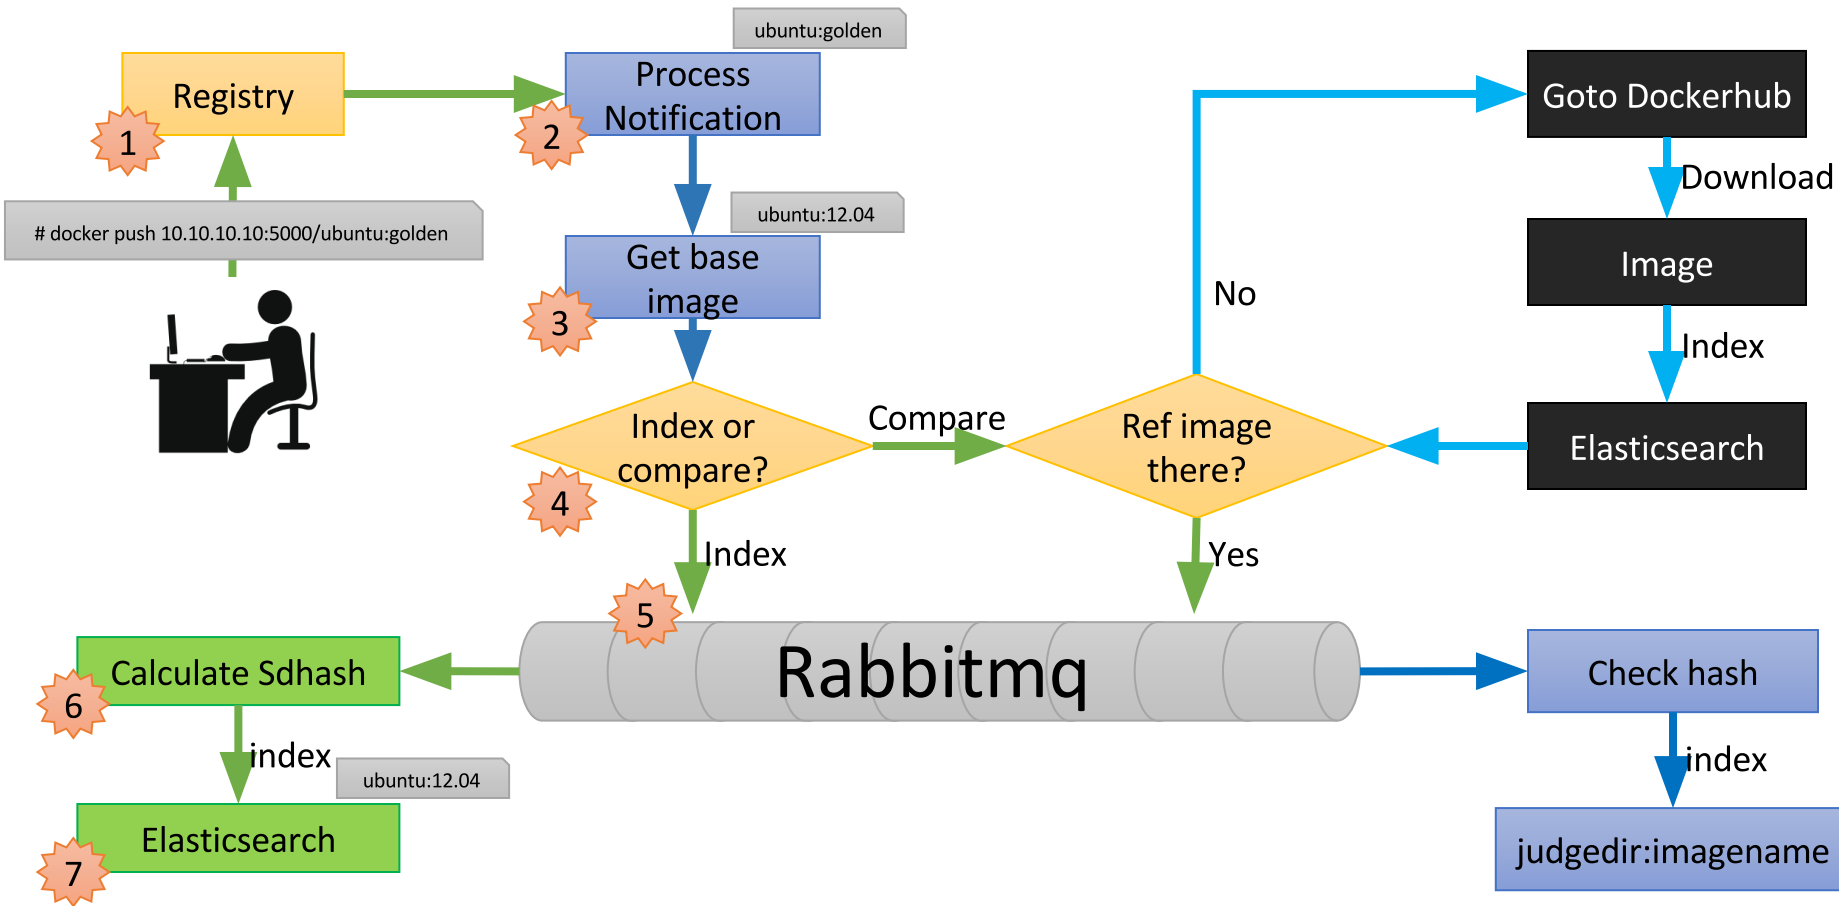 ubuntu:golden
Registry
1
Process
Notification
2
Goto Dockerhub
Download
# docker push 10.10.10.10:5000/ubuntu:golden
ubuntu:12.04
Get base
image
3
No
Image
Index
Index or
compare?
4
Compare
Ref image
there?
Elasticsearch
Index
Yes
5
Rabbitmq
Calculate Sdhash
6
Check hash
index
ubuntu:12.04
index
Elasticsearch
7
judgedir:imagename